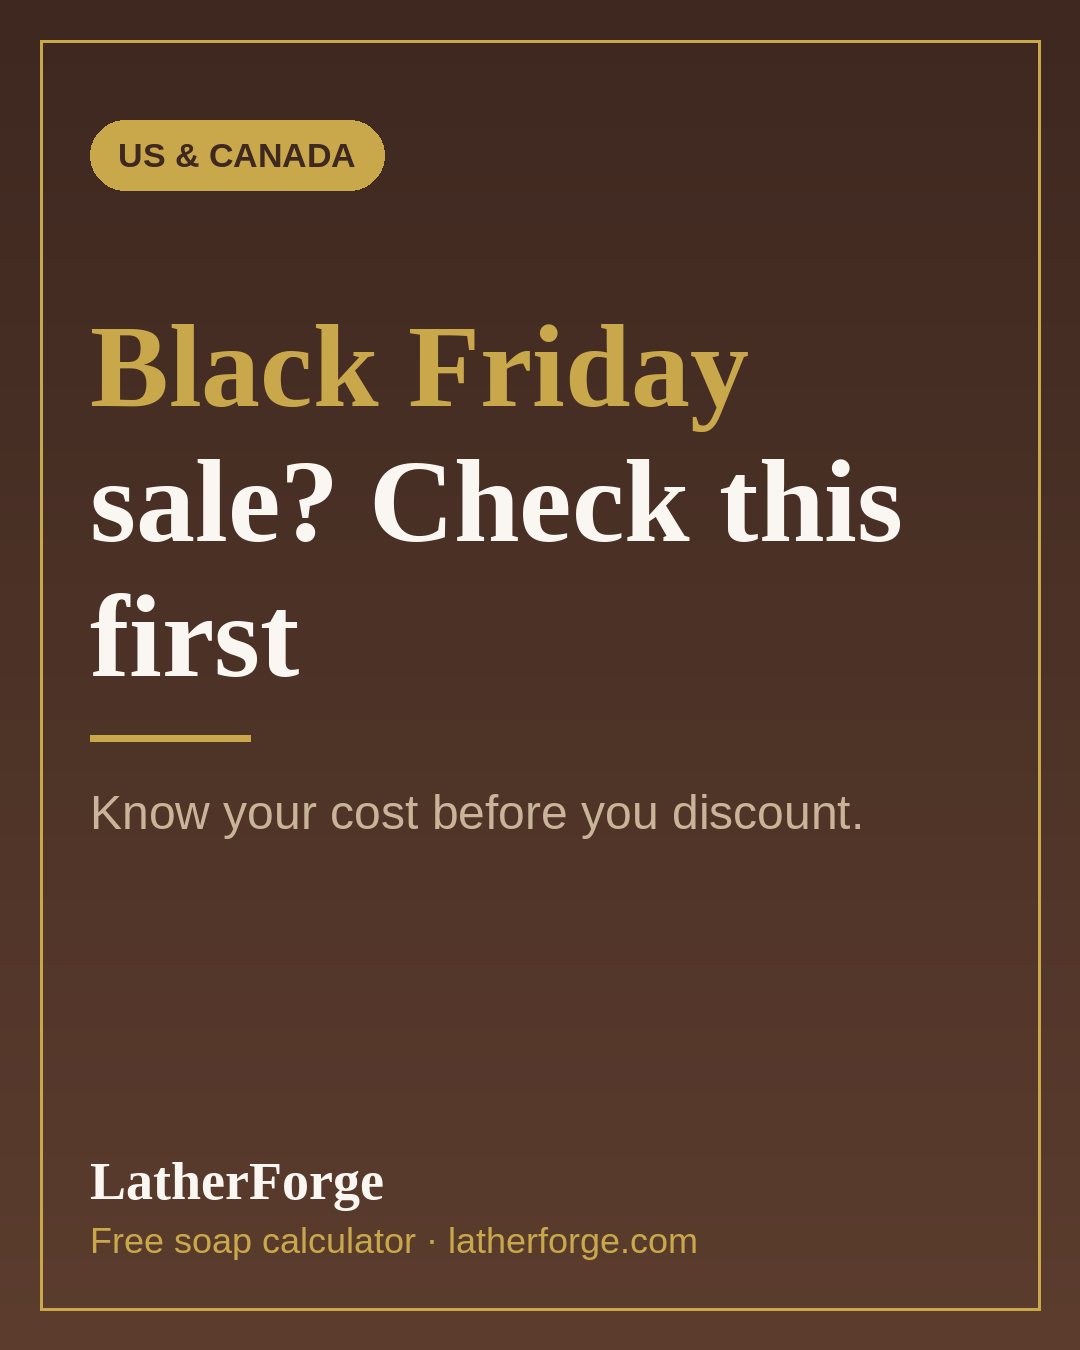 US & CANADA
Black Friday
sale? Check this
first
Know your cost before you discount.
LatherForge
Free soap calculator · latherforge.com